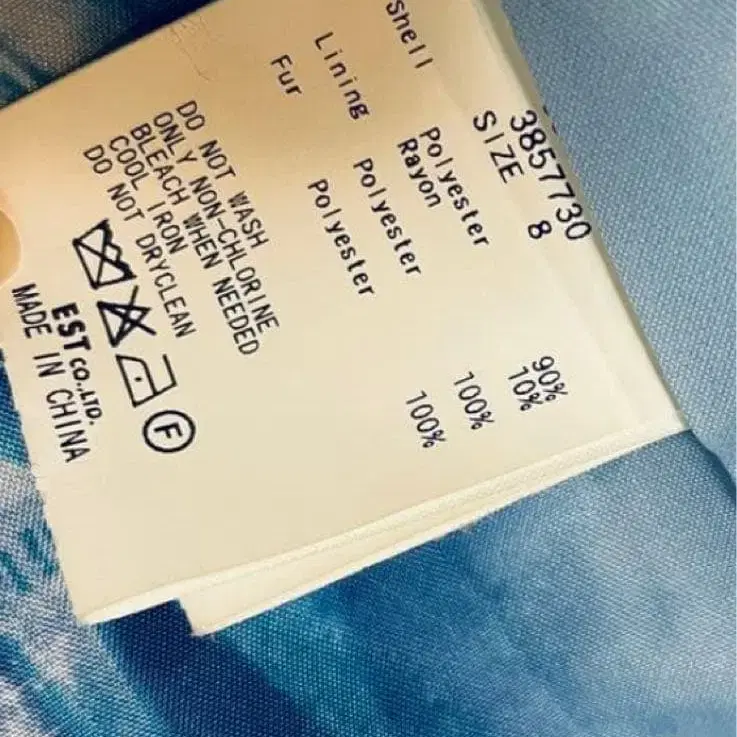 3857730
SIZE 8
shell Polyester 90%
Rayon 10%
Lining Polyester 100%
Fur Polyester 100%
DO NOT WASH
ONLY NON-CHLORINE
BLEACH WHEN NEEDED
COOL IRON
DO NOT DRYCLEAN
F
EST CO.,LTD.
MADE IN CHINA